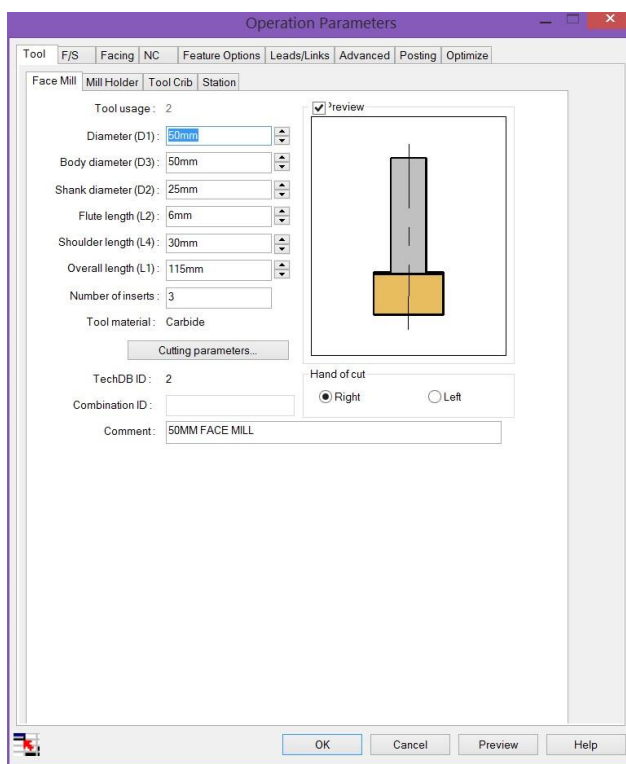 Operation Parameters
Tool F/S Facing NC Feature Options Leads/Links Advanced Posting Optimize
Face Mill Mill Holder Tool Crib Station
Tool usage : 2
Preview
Diameter (D1) : 50mm
Body diameter (D3) : 50mm
Shank diameter (D2) : 25mm
Flute length (L2) : 6mm
Shoulder length (L4) : 30mm
Overall length (L1) : 115mm
Number of inserts : 3
Tool material : Carbide
Cutting parameters...
TechDB ID : 2
Hand of cut
Right Left
Combination ID :
Comment : 50MM FACE MILL
OK Cancel Preview Help